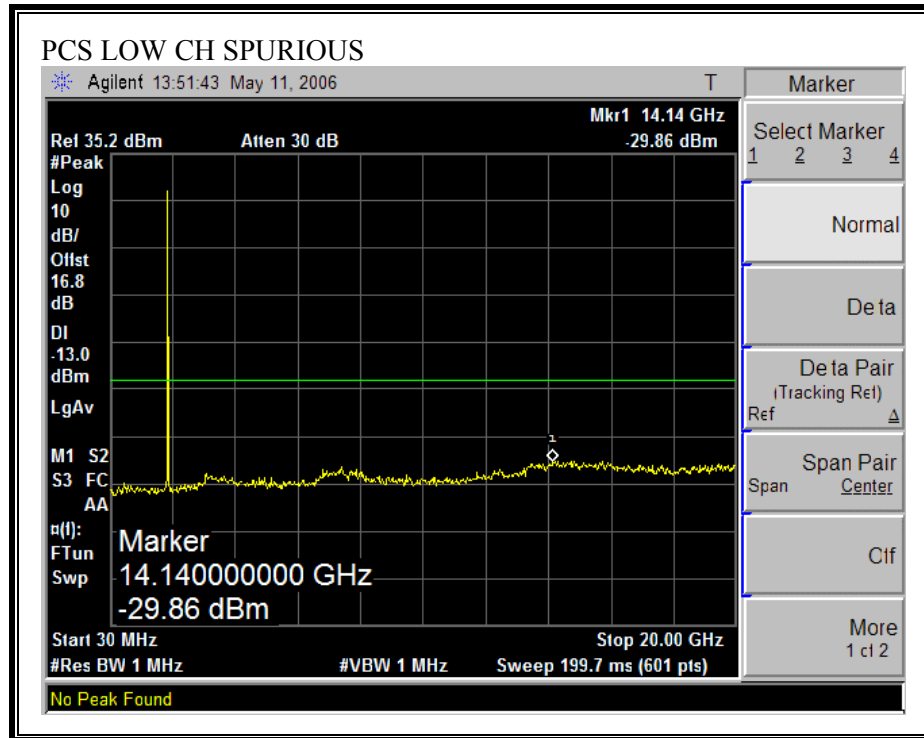 PCS LOW CH SPURIOUS
Agilent 13:51:43 May 11, 2006 T
Mkr1 14.14 GHz
Ref 35.2 dBm Atten 30 dB -29.86 dBm
#Peak
Log
10
dB/
Offst
16.8
dB
DI
-13.0
dBm
LgAv
M1 S2
S3 FC
AA
¤(f):
FTun
Swp
1
Marker
14.140000000 GHz
-29.86 dBm
Start 30 MHz Stop 20.00 GHz
#Res BW 1 MHz #VBW 1 MHz Sweep 199.7 ms (601 pts)
No Peak Found
Marker
Select Marker
1 2 3 4
Normal
De ta
De ta Pair
(Tracking Ref)
Ref Δ
Span Pair
Span Center
Off
More
1 of 2